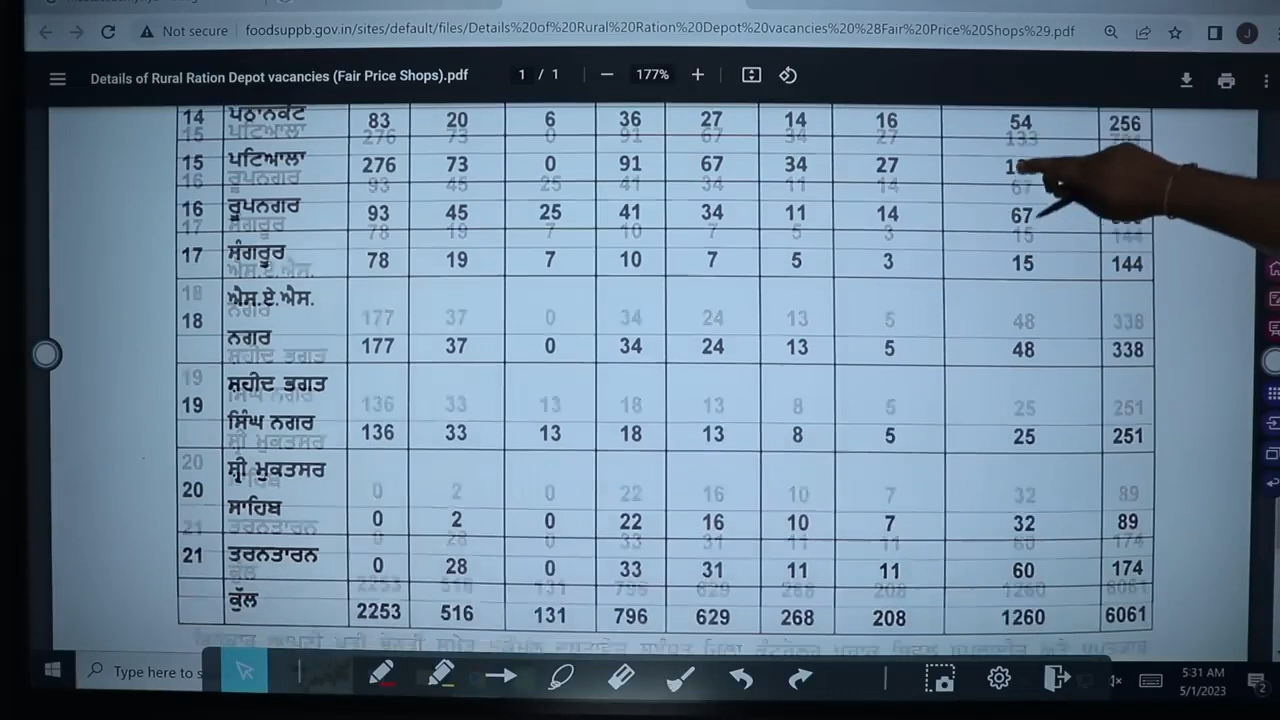 Not secure foodsuppb.gov.in/sites/default/files/Details%20of%20Rural%20Ration%20Depot%20vacancies%20%28Fair%20Price%20Shops%29.pdf J
Details of Rural Ration Depot vacancies (Fair Price Shops).pdf 1 / 1 177%
14 ਪਠਾਨਕੋਟ 83 20 6 36 27 14 16 54 256
15 ਪਟਿਆਲਾ 276 73 0 91 67 34 27
16 ਰੂਪਨਗਰ 93 45 25 41 34 11 14 67
17 ਸੰਗਰੂਰ 78 19 7 10 7 5 3 15 144
18 ਐਸ.ਏ.ਐਸ.
ਨਗਰ 177 37 0 34 24 13 5 48 338
19 ਸ਼ਹੀਦ ਭਗਤ
ਸਿੰਘ ਨਗਰ 136 33 13 18 13 8 5 25 251
20 ਸ਼੍ਰੀ ਮੁਕਤਸਰ
ਸਾਹਿਬ 0 2 0 22 16 10 7 32 89
21 ਤਰਨਤਾਰਨ 0 28 0 33 31 11 11 60 174
ਕੁੱਲ 2253 516 131 796 629 268 208 1260 6061
Type here to s
5:31 AM
5/1/2023
2